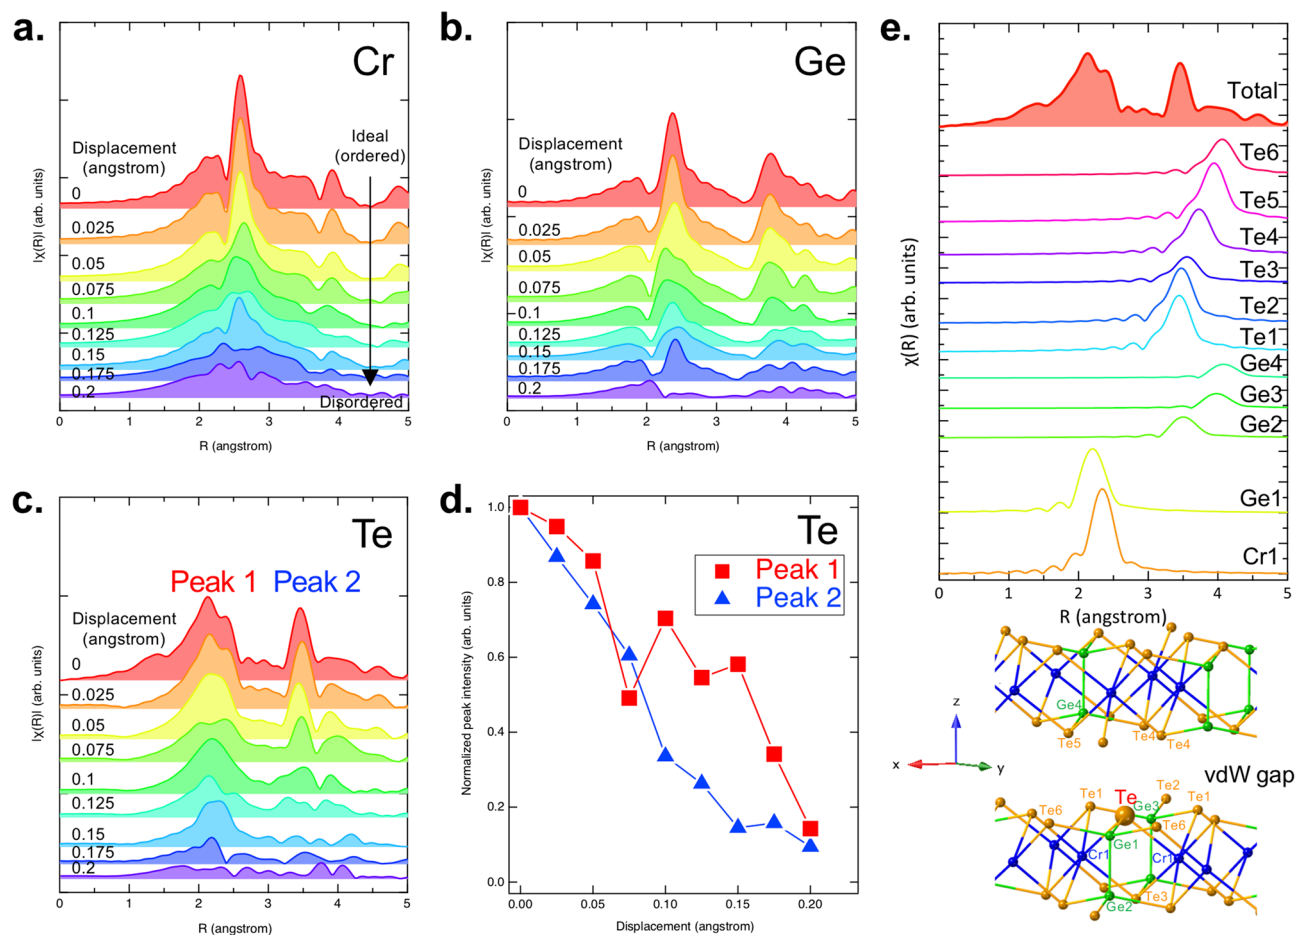 a.
Cr
Displacement
(angstrom)
Ideal
(ordered)
0
0.025
0.05
0.075
0.1
0.125
0.15
0.175
0.2
Disordered
|χ(R)| (arb. units)
0 1 2 3 4 5
R (angstrom)
b.
Ge
Displacement
(angstrom)
0
0.025
0.05
0.075
0.1
0.125
0.15
0.175
0.2
|χ(R)| (arb. units)
0 1 2 3 4 5
R (angstrom)
c.
Te
Peak 1 Peak 2
Displacement
(angstrom)
0
0.025
0.05
0.075
0.1
0.125
0.15
0.175
0.2
|χ(R)| (arb. units)
0 1 2 3 4 5
R (angstrom)
d.
Te
Peak 1
Peak 2
1.0
0.8
0.6
0.4
0.2
0.0
Normalized peak intensity (arb. units)
0.00 0.05 0.10 0.15 0.20
Displacement (angstrom)
e.
Total
Te6
Te5
Te4
Te3
Te2
Te1
Ge4
Ge3
Ge2
Ge1
Cr1
χ(R) (arb. units)
0 1 2 3 4 5
R (angstrom)
Ge4
Te5
Te4
Te4
z
x
y
vdW gap
Te2
Te1
Te
Ge3
Te1
Te6
Te6
Ge1
Cr1
Cr1
Te3
Ge2